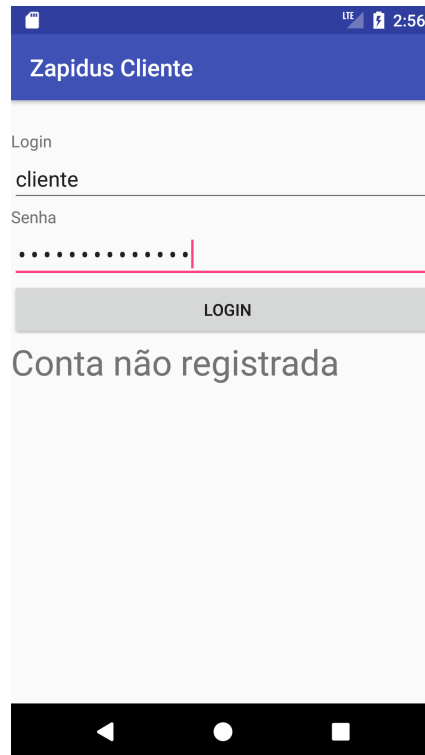 LTE 2:56
Zapidus Cliente
Login
cliente
Senha
••••••••••••••
LOGIN
Conta não registrada